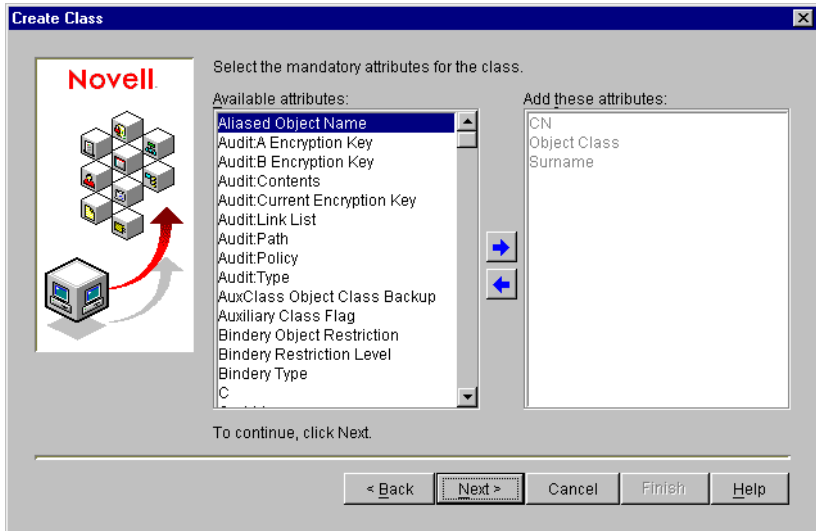 Create Class
Novell
Select the mandatory attributes for the class.
Available attributes:
Aliased Object Name
Audit:A Encryption Key
Audit:B Encryption Key
Audit:Contents
Audit:Current Encryption Key
Audit:Link List
Audit:Path
Audit:Policy
Audit:Type
AuxClass Object Class Backup
Auxiliary Class Flag
Bindery Object Restriction
Bindery Restriction Level
Bindery Type
C
Add these attributes:
CN
Object Class
Surname
To continue, click Next.
< Back
Next >
Cancel
Finish
Help